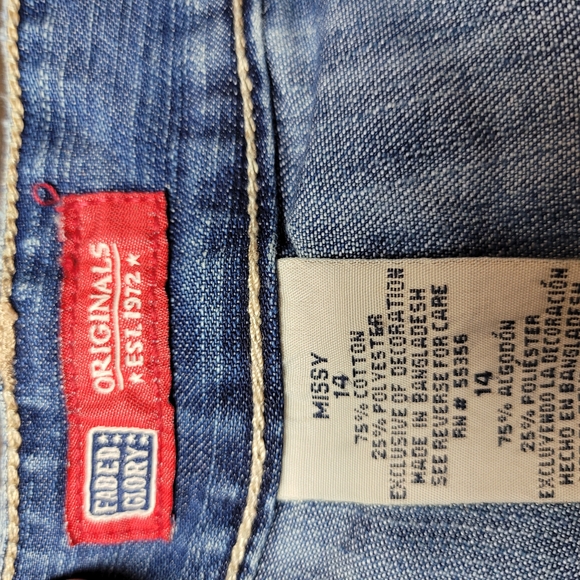 ORIGINALS
★ EST. 1972 ★
FADED
GLORY
MISSY
14
75% COTTON
25% POLYESTER
EXCLUSIVE OF DECORATION
MADE IN BANGLADESH
SEE REVERSE FOR CARE
RN# 55356
14
75% ALGODÓN
25% POLIÉSTER
EXCLUYENDO LA DECORACIÓN
HECHO EN BANGLADESH